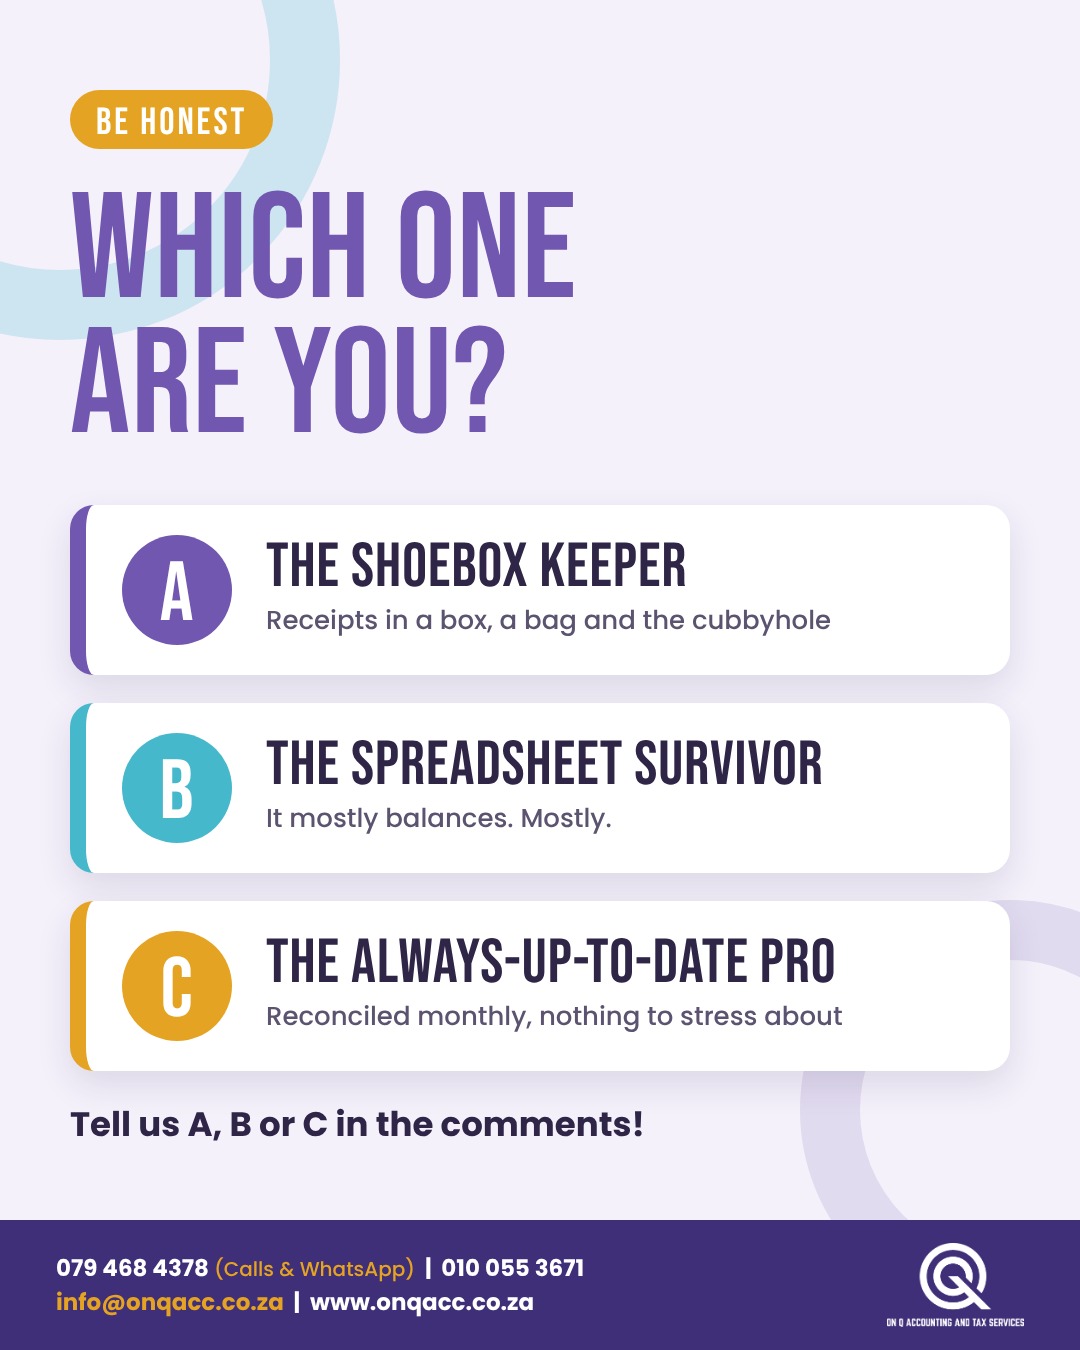 BE HONEST
WHICH ONE
ARE YOU?
A
THE SHOEBOX KEEPER
Receipts in a box, a bag and the cubbyhole
B
THE SPREADSHEET SURVIVOR
It mostly balances. Mostly.
C
THE ALWAYS-UP-TO-DATE PRO
Reconciled monthly, nothing to stress about
Tell us A, B or C in the comments!
079 468 4378 (Calls & WhatsApp) | 010 055 3671
info@onqacc.co.za | www.onqacc.co.za
ON Q ACCOUNTING AND TAX SERVICES